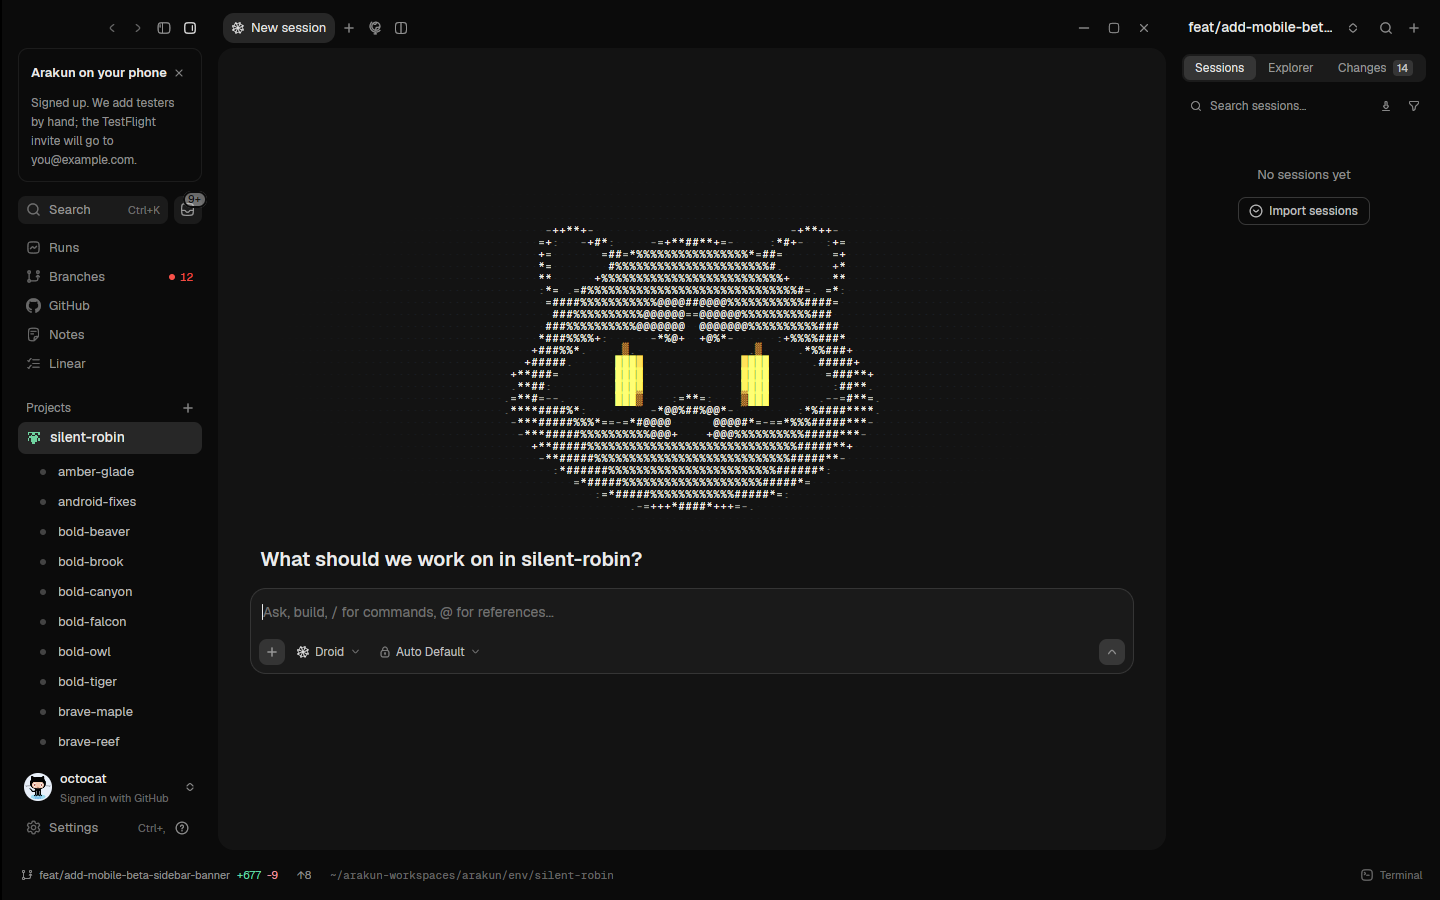 New session
feat/add-mobile-bet...
Arakun on your phone
Signed up. We add testers
by hand; the TestFlight
invite will go to
you@example.com.
Search Ctrl+K 9+
Runs
Branches 12
GitHub
Notes
Linear
Projects
silent-robin
amber-glade
android-fixes
bold-beaver
bold-brook
bold-canyon
bold-falcon
bold-owl
bold-tiger
brave-maple
brave-reef
octocat
Signed in with GitHub
Settings Ctrl+,
What should we work on in silent-robin?
Ask, build, / for commands, @ for references...
Droid Auto Default
Sessions Explorer Changes 14
Search sessions...
No sessions yet
Import sessions
feat/add-mobile-beta-sidebar-banner +677 -9 ↑8 ~/arakun-workspaces/arakun/env/silent-robin Terminal